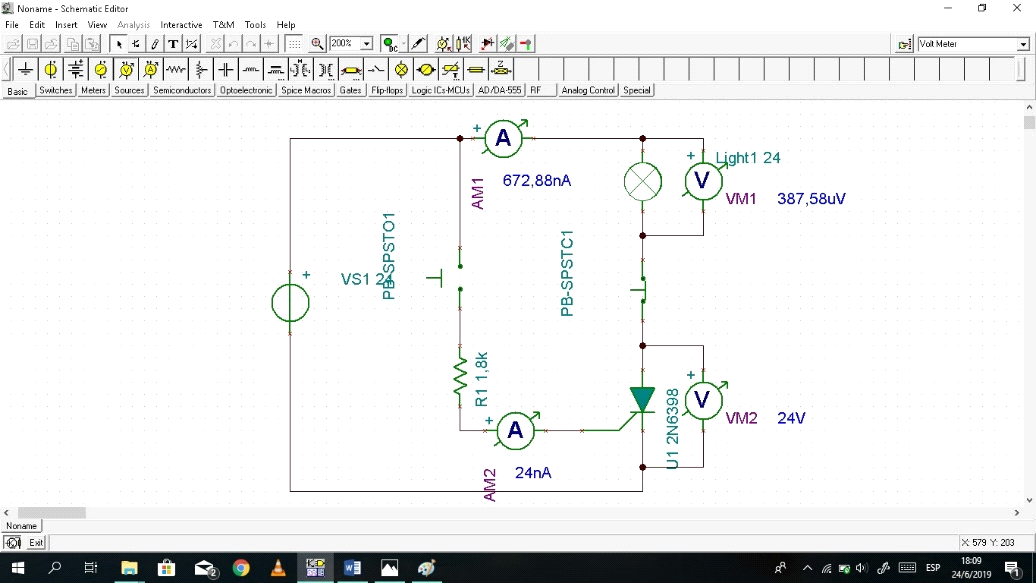 Noname - Schematic Editor
File Edit Insert View Analysis Interactive T&M Tools Help
200% DC Volt Meter
Basic Switches Meters Sources Semiconductors Optoelectronic Spice Macros Gates Flip-flops Logic ICs-MCUs AD/DA-555 RF Analog Control Special
+ A
672,88nA
AM1
+ V Light1 24
VM1 387,58uV
PB-SPSTO1
PB-SPSTC1
+ VS1 24
R1 1,8k
+ A
24nA
AM2
U1 2N6398
+ V
VM2 24V
Noname
Exit
X: 579 Y: 203
2
W
ESP
18:09
24/6/2019
1